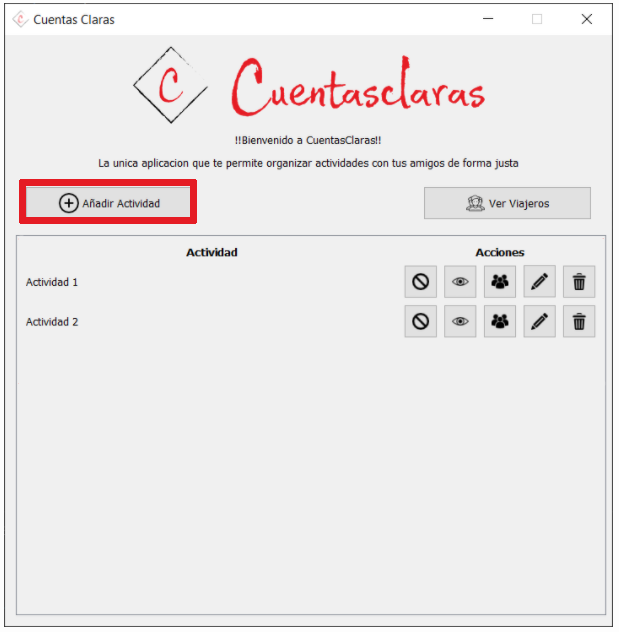 Cuentas Claras
C Cuentasclaras
!!Bienvenido a CuentasClaras!!
La unica aplicacion que te permite organizar actividades con tus amigos de forma justa
Añadir Actividad
Ver Viajeros
Actividad Acciones
Actividad 1
Actividad 2